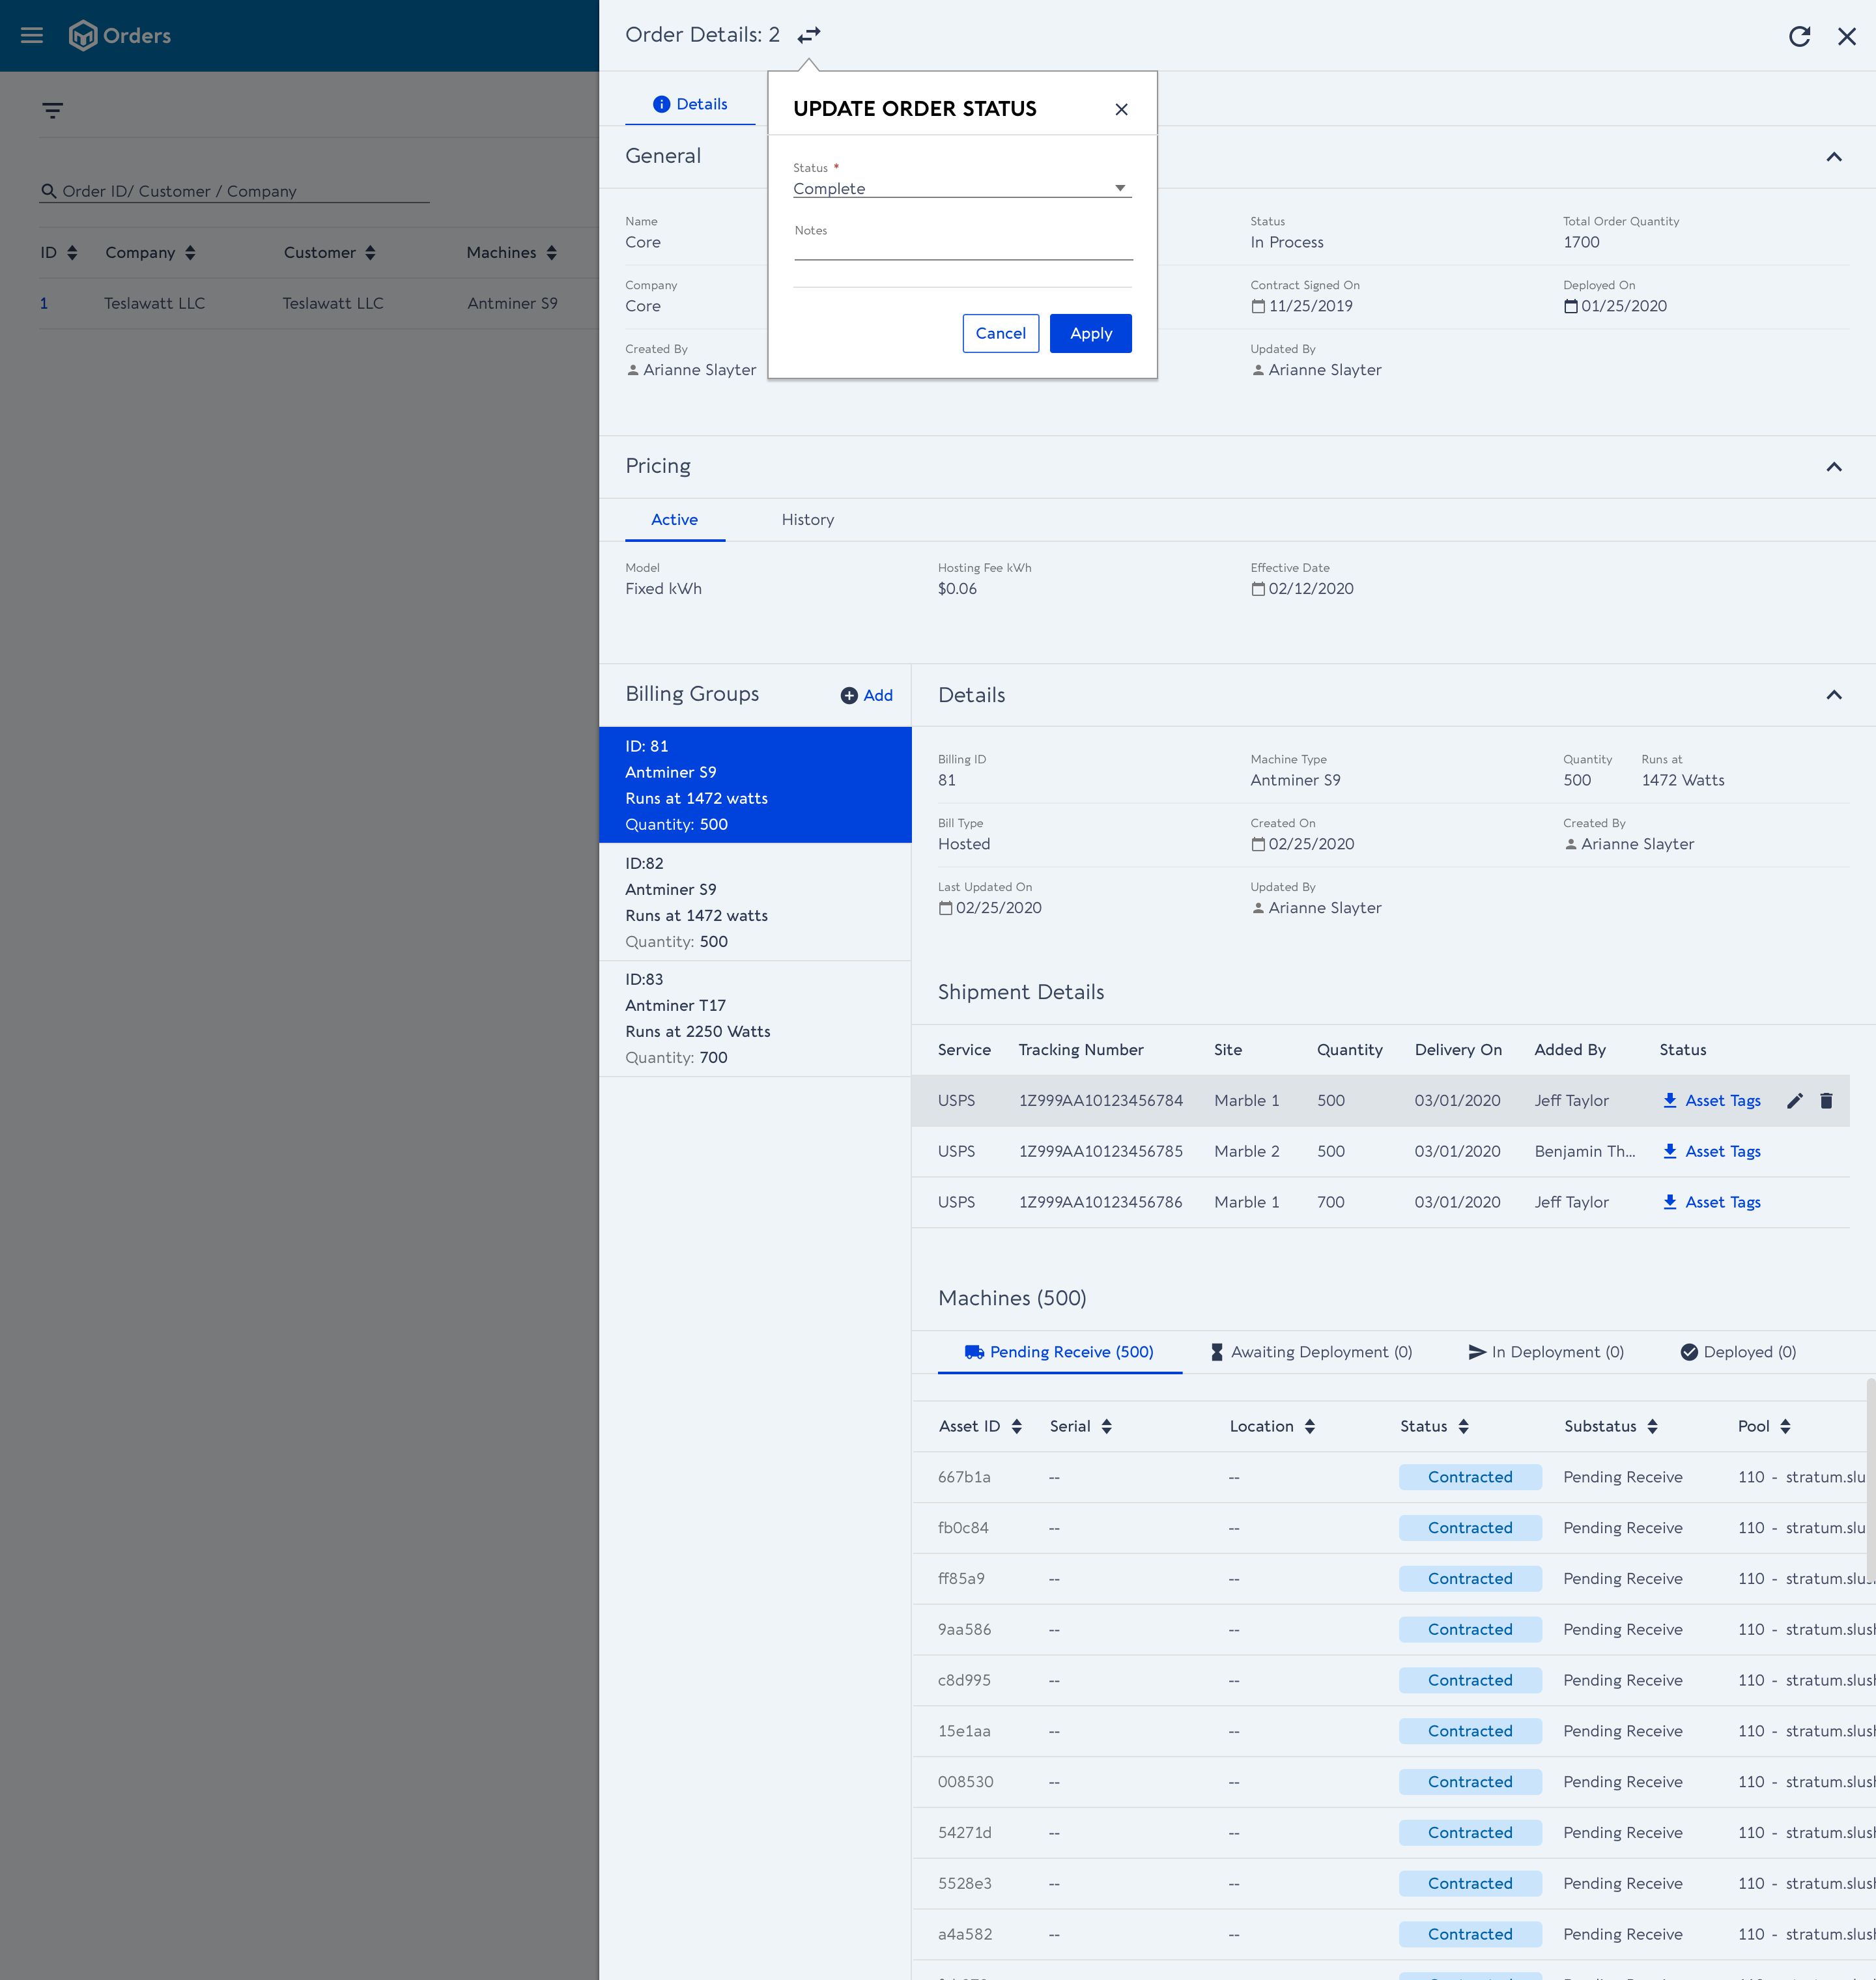 Orders
Order ID/ Customer / Company
ID Company Customer Machines
1 Teslawatt LLC Teslawatt LLC Antminer S9
Order Details: 2
Details
UPDATE ORDER STATUS
Status *
Complete
Notes
Cancel Apply
General
Name Status Total Order Quantity
Core In Process 1700
Company Contract Signed On Deployed On
Core 11/25/2019 01/25/2020
Created By Updated By
Arianne Slayter Arianne Slayter
Pricing
Active History
Model Hosting Fee kWh Effective Date
Fixed kWh $0.06 02/12/2020
Billing Groups Add
ID: 81
Antminer S9
Runs at 1472 watts
Quantity: 500
ID:82
Antminer S9
Runs at 1472 watts
Quantity: 500
ID:83
Antminer T17
Runs at 2250 Watts
Quantity: 700
Details
Billing ID Machine Type Quantity Runs at
81 Antminer S9 500 1472 Watts
Bill Type Created On Created By
Hosted 02/25/2020 Arianne Slayter
Last Updated On Updated By
02/25/2020 Arianne Slayter
Shipment Details
Service Tracking Number Site Quantity Delivery On Added By Status
USPS 1Z999AA10123456784 Marble 1 500 03/01/2020 Jeff Taylor Asset Tags
USPS 1Z999AA10123456785 Marble 2 500 03/01/2020 Benjamin Th... Asset Tags
USPS 1Z999AA10123456786 Marble 1 700 03/01/2020 Jeff Taylor Asset Tags
Machines (500)
Pending Receive (500) Awaiting Deployment (0) In Deployment (0) Deployed (0)
Asset ID Serial Location Status Substatus Pool
667b1a -- -- Contracted Pending Receive 110 - stratum.slu
fb0c84 -- -- Contracted Pending Receive 110 - stratum.slu
ff85a9 -- -- Contracted Pending Receive 110 - stratum.slus
9aa586 -- -- Contracted Pending Receive 110 - stratum.slush
c8d995 -- -- Contracted Pending Receive 110 - stratum.slush
15e1aa -- -- Contracted Pending Receive 110 - stratum.slush
008530 -- -- Contracted Pending Receive 110 - stratum.slush
54271d -- -- Contracted Pending Receive 110 - stratum.slush
5528e3 -- -- Contracted Pending Receive 110 - stratum.slush
a4a582 -- -- Contracted Pending Receive 110 - stratum.slush